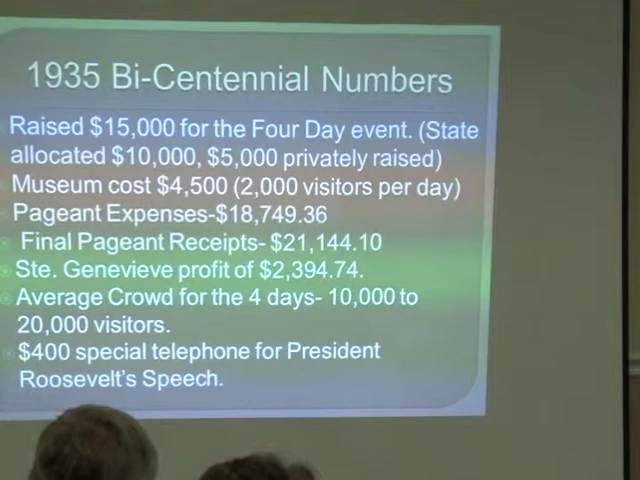 1935 Bi-Centennial Numbers
Raised $15,000 for the Four Day event. (State
allocated $10,000, $5,000 privately raised)
Museum cost $4,500 (2,000 visitors per day)
Pageant Expenses-$18,749.36
Final Pageant Receipts- $21,144.10
Ste. Genevieve profit of $2,394.74.
Average Crowd for the 4 days- 10,000 to
20,000 visitors.
$400 special telephone for President
Roosevelt's Speech.